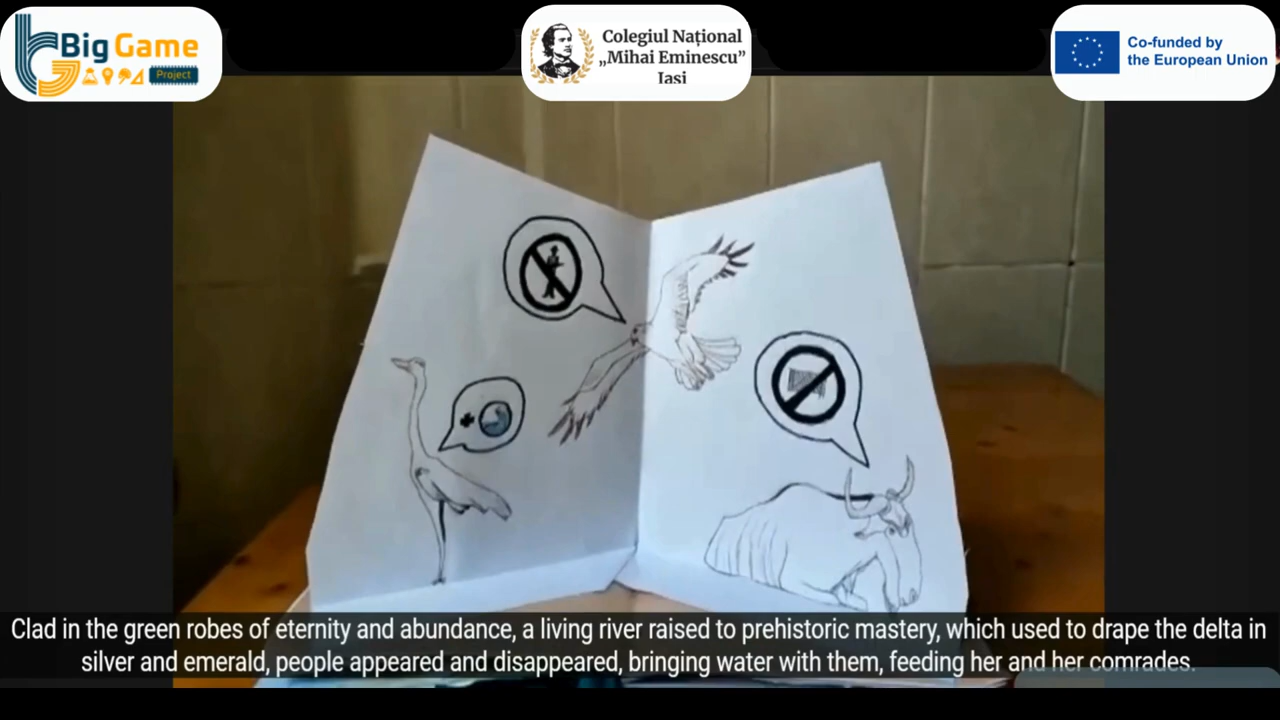 Big Game
Project
Colegiul Național
„Mihai Eminescu”
Iași
Co-funded by
the European Union
Clad in the green robes of eternity and abundance, a living river raised to prehistoric mastery, which used to drape the delta in
silver and emerald, people appeared and disappeared, bringing water with them, feeding her and her comrades.